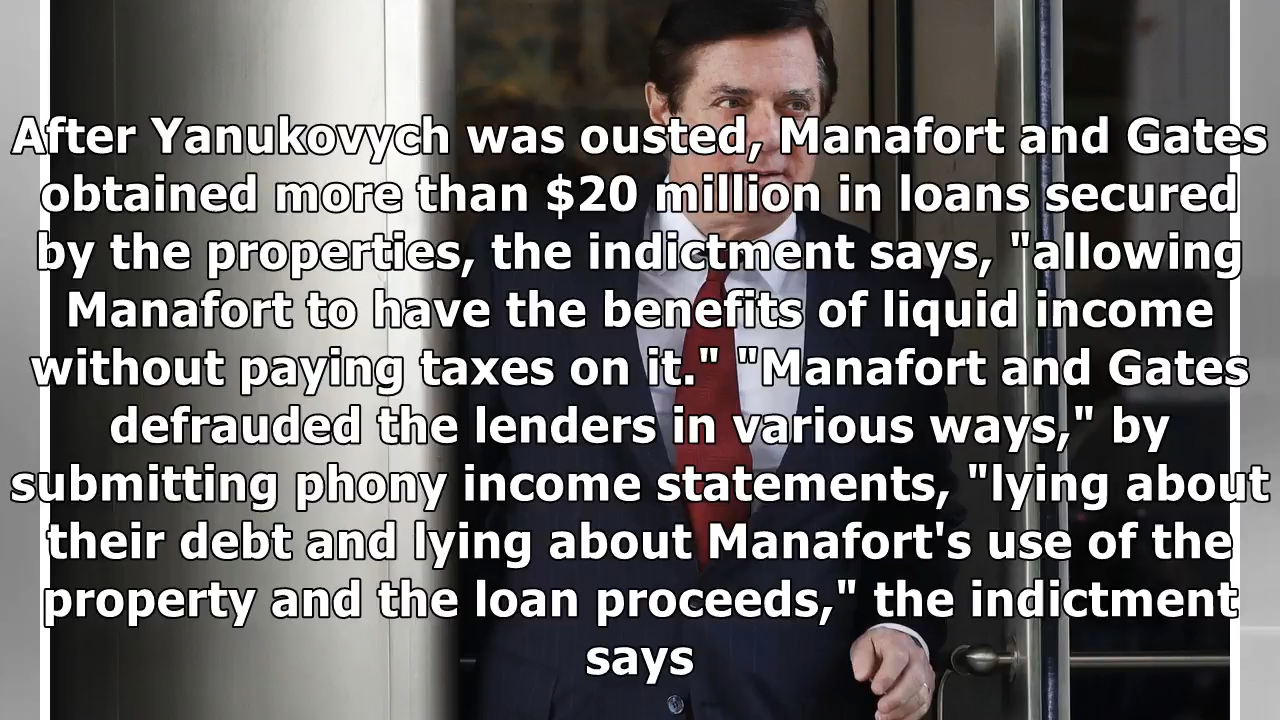 After Yanukovych was ousted, Manafort and Gates
obtained more than $20 million in loans secured
by the properties, the indictment says, "allowing
Manafort to have the benefits of liquid income
without paying taxes on it." "Manafort and Gates
defrauded the lenders in various ways," by
submitting phony income statements, "lying about
their debt and lying about Manafort's use of the
property and the loan proceeds," the indictment
says